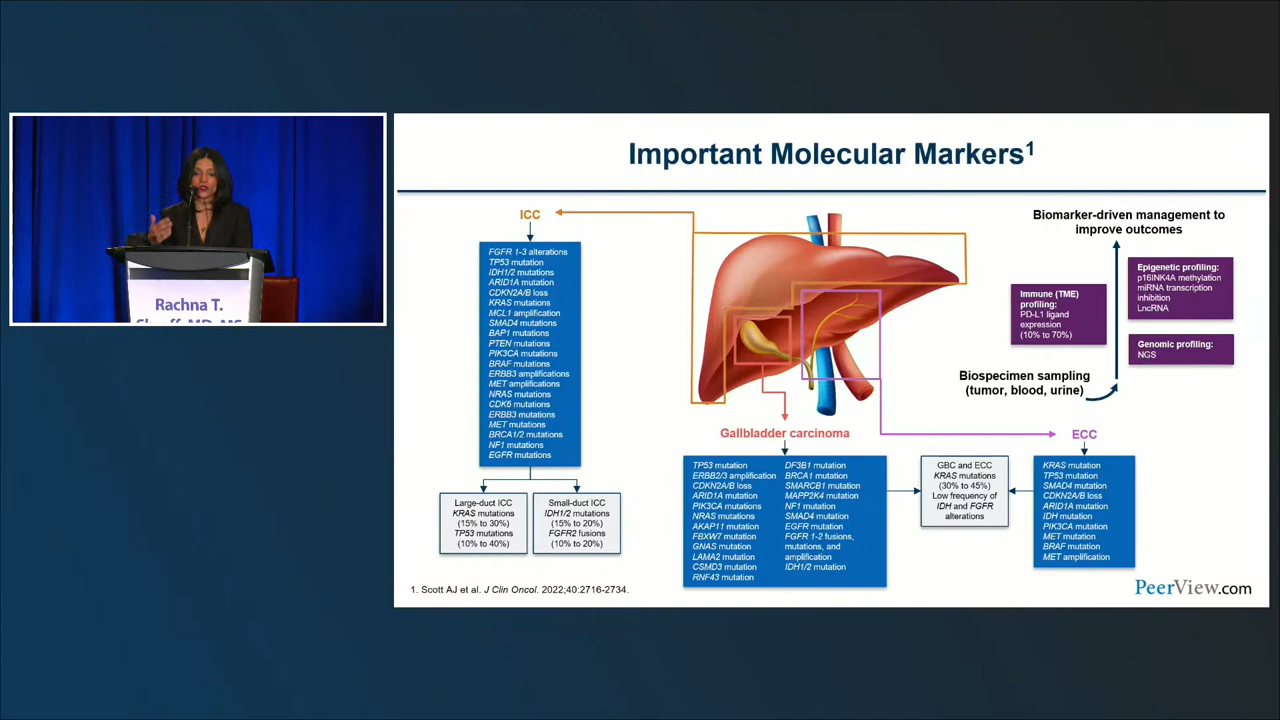 Rachna T.
Important Molecular Markers1
ICC
FGFR 1-3 alterations
TP53 mutation
IDH1/2 mutations
ARID1A mutation
CDKN2A/B loss
KRAS mutations
MCL1 amplification
SMAD4 mutations
BAP1 mutations
PTEN mutations
PIK3CA mutations
BRAF mutations
ERBB3 amplifications
MET amplifications
NRAS mutations
CDK6 mutations
ERBB3 mutations
MET mutations
BRCA1/2 mutations
NF1 mutations
EGFR mutations
Large-duct ICC
KRAS mutations
(15% to 30%)
TP53 mutations
(10% to 40%)
Small-duct ICC
IDH1/2 mutations
(15% to 20%)
FGFR2 fusions
(10% to 20%)
Gallbladder carcinoma
TP53 mutation
ERBB2/3 amplification
CDKN2A/B loss
ARID1A mutation
PIK3CA mutations
NRAS mutations
AKAP11 mutation
FBXW7 mutation
GNAS mutation
LAMA2 mutation
CSMD3 mutation
RNF43 mutation
DF3B1 mutation
BRCA1 mutation
SMARCB1 mutation
MAPP2K4 mutation
NF1 mutation
SMAD4 mutation
EGFR mutation
FGFR 1-2 fusions,
mutations, and
amplification
IDH1/2 mutation
GBC and ECC
KRAS mutations
(30% to 45%)
Low frequency of
IDH and FGFR
alterations
ECC
KRAS mutation
TP53 mutation
SMAD4 mutation
CDKN2A/B loss
ARID1A mutation
IDH mutation
PIK3CA mutation
MET mutation
BRAF mutation
MET amplification
Biomarker-driven management to
improve outcomes
Immune (TME)
profiling:
PD-L1 ligand
expression
(10% to 70%)
Epigenetic profiling:
p16INK4A methylation
miRNA transcription
inhibition
LncRNA
Genomic profiling:
NGS
Biospecimen sampling
(tumor, blood, urine)
1. Scott AJ et al. J Clin Oncol. 2022;40:2716-2734.
PeerView.com